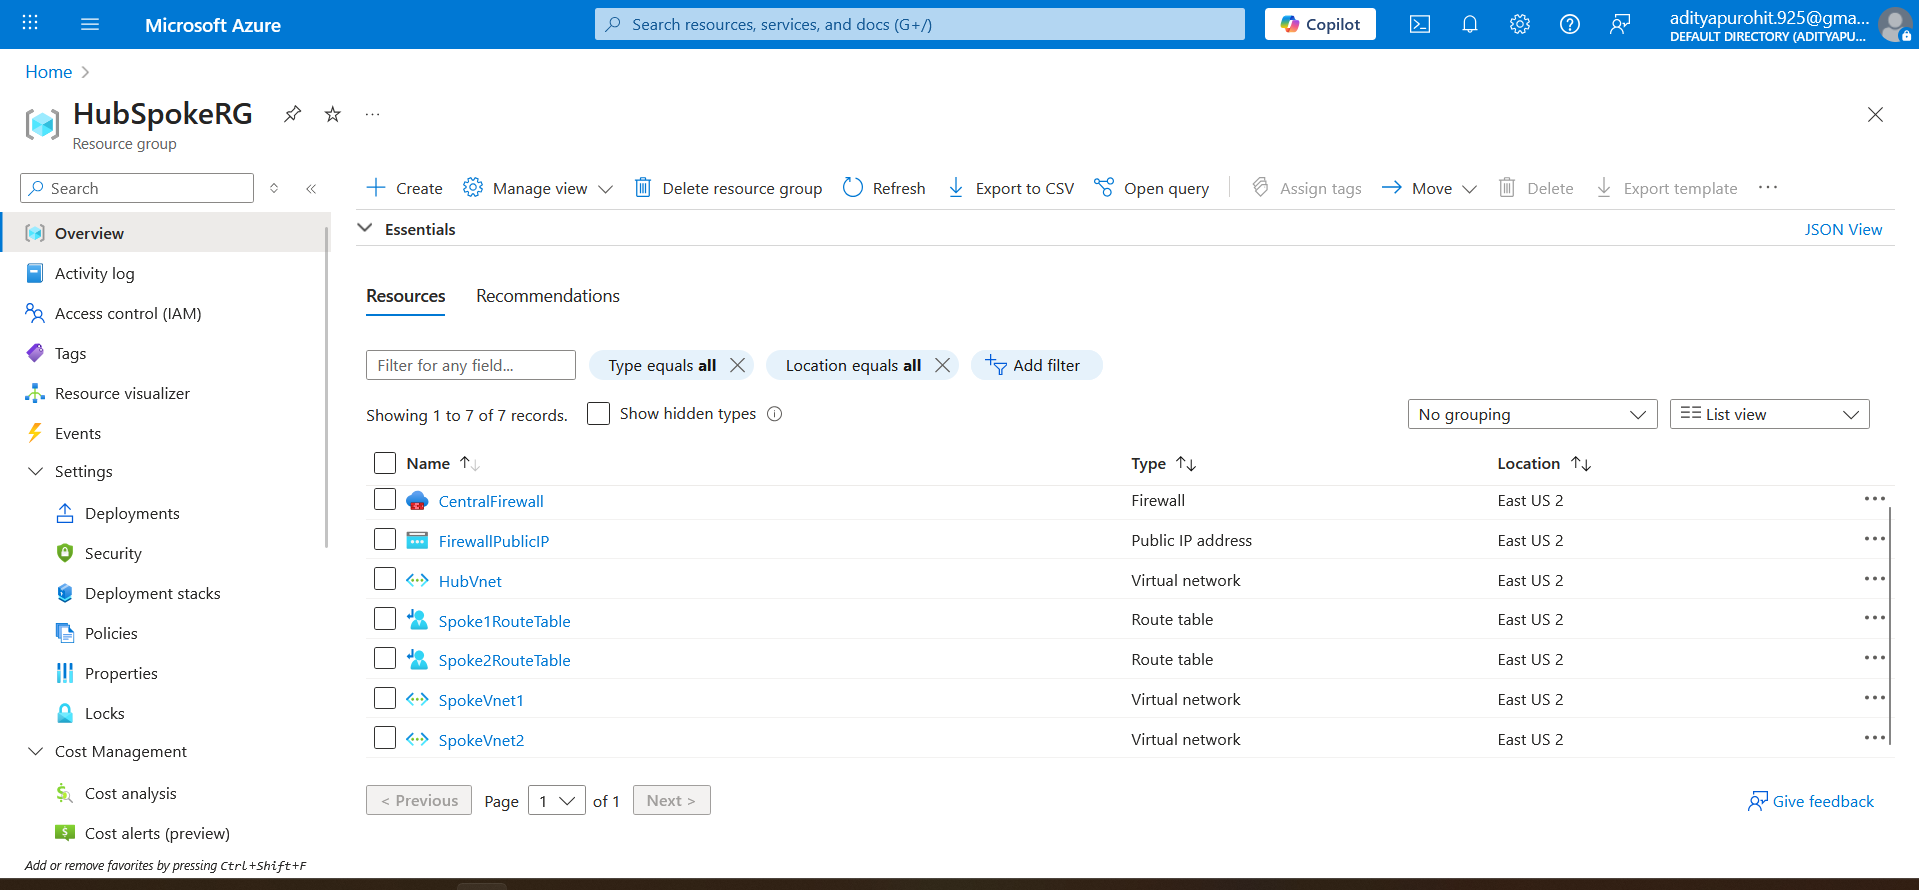 Microsoft Azure
Search resources, services, and docs (G+/)
Copilot
adityapurohit.925@gma...
DEFAULT DIRECTORY (ADITYAPU...
Home
HubSpokeRG
...
Resource group
Search
Create
Manage view
Delete resource group
Refresh
Export to CSV
Open query
Assign tags
Move
Delete
Export template
...
Overview
Activity log
Access control (IAM)
Tags
Resource visualizer
Events
Settings
Deployments
Security
Deployment stacks
Policies
Properties
Locks
Cost Management
Cost analysis
Cost alerts (preview)
Add or remove favorites by pressing Ctrl+Shift+F
Essentials
JSON View
Resources Recommendations
Filter for any field...
Type equals all
Location equals all
Add filter
Showing 1 to 7 of 7 records.
Show hidden types
No grouping
List view
Name Type Location
CentralFirewall Firewall East US 2 ...
FirewallPublicIP Public IP address East US 2 ...
HubVnet Virtual network East US 2 ...
Spoke1RouteTable Route table East US 2 ...
Spoke2RouteTable Route table East US 2 ...
SpokeVnet1 Virtual network East US 2 ...
SpokeVnet2 Virtual network East US 2 ...
< Previous Page 1 of 1 Next >
Give feedback